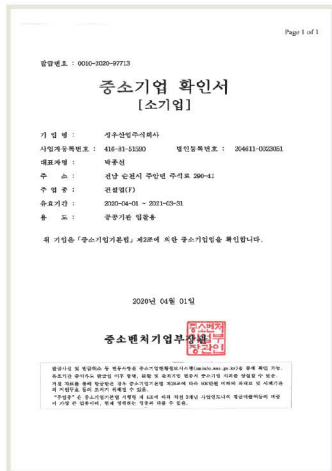 Page 1 of 1
발급번호 : 0010-2020-97713
중소기업 확인서
[소기업]
기 업 명 : 성우산업주식회사
사업자등록번호 : 416-81-51590 법인등록번호 : 204611-0023051
대표자명 : 박종선
주 소 : 전남 순천시 주암면 주석로 290-41
주 업 종 : 건설업(F)
유효기간 : 2020-04-01 ~ 2021-03-31
용 도 : 공공기관 입찰용
위 기업은 「중소기업기본법」 제2조에 의한 중소기업임을 확인합니다.
2020년 04월 01일
중소벤처기업부장관